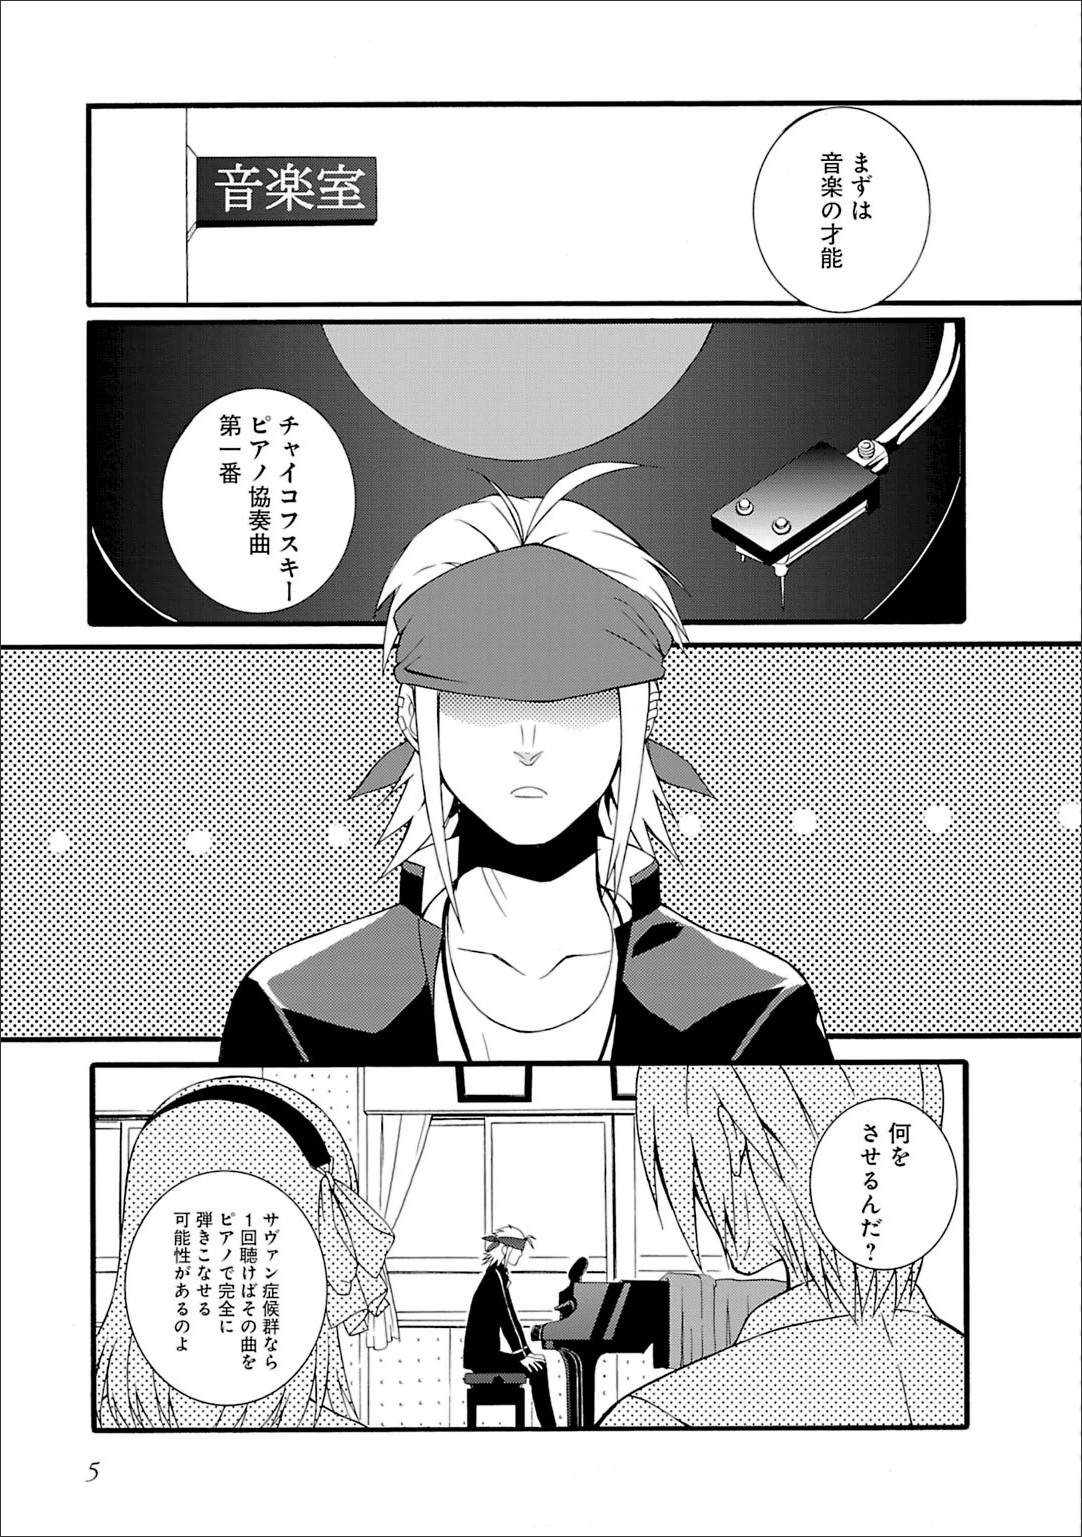 まずは
音楽の才能
音楽室
チャイコフスキー
ピアノ協奏曲
第一番
何を
させるんだ?
サヴァン症候群なら
1回聴けばその曲を
ピアノで完全に
弾きこなせる
可能性があるのよ
5